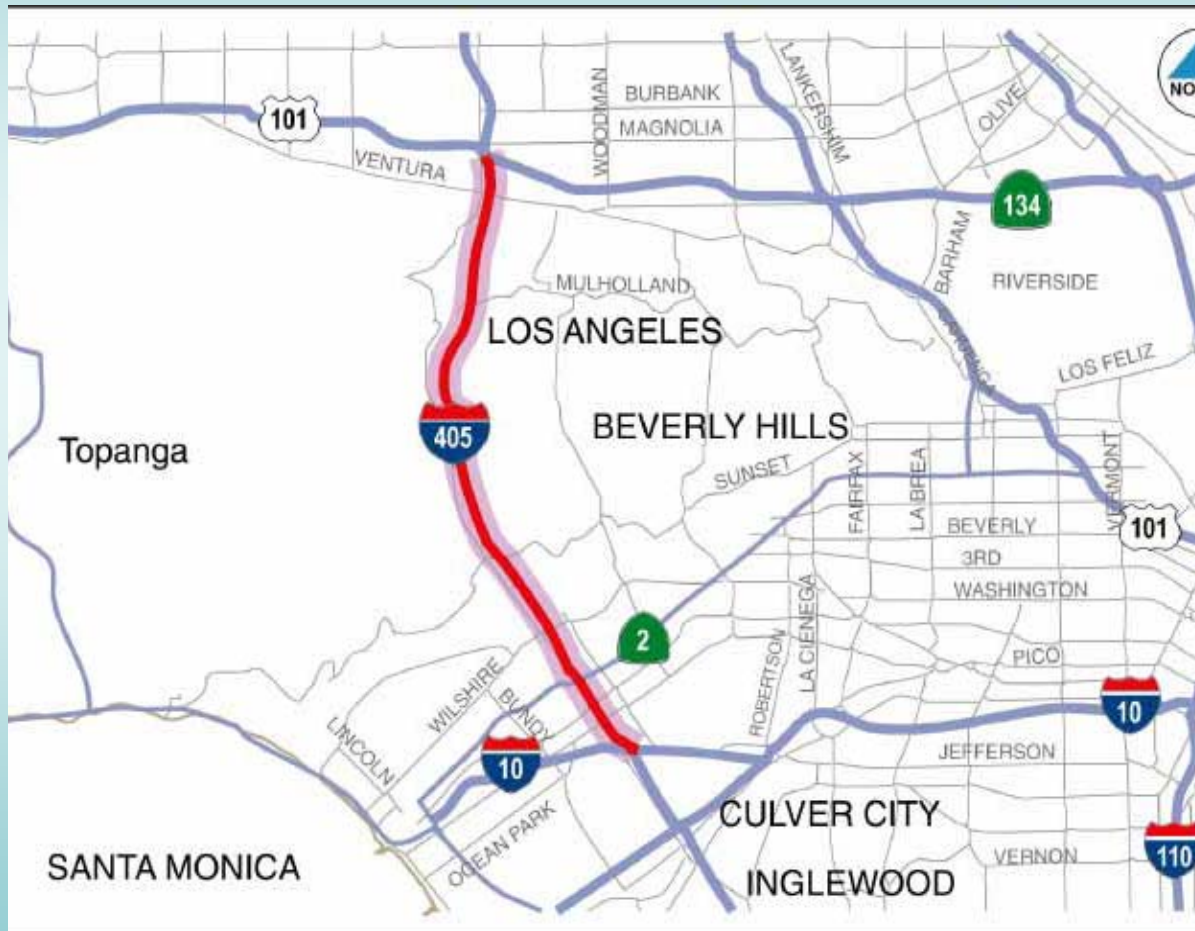 NO
LANKERSHIM
WOODMAN
BURBANK
OLIVE
101
MAGNOLIA
VENTURA
134
BARHAM
MULHOLLAND
RIVERSIDE
LOS ANGELES
CAHUENGA
LOS FELIZ
405
BEVERLY HILLS
Topanga
SUNSET
FAIRFAX
LA BREA
VERMONT
BEVERLY
101
3RD
WASHINGTON
2
LA CIENEGA
ROBERTSON
PICO
WILSHIRE
BUNDY
10
LINCOLN
10
JEFFERSON
CULVER CITY
OCEAN PARK
110
VERNON
SANTA MONICA
INGLEWOOD